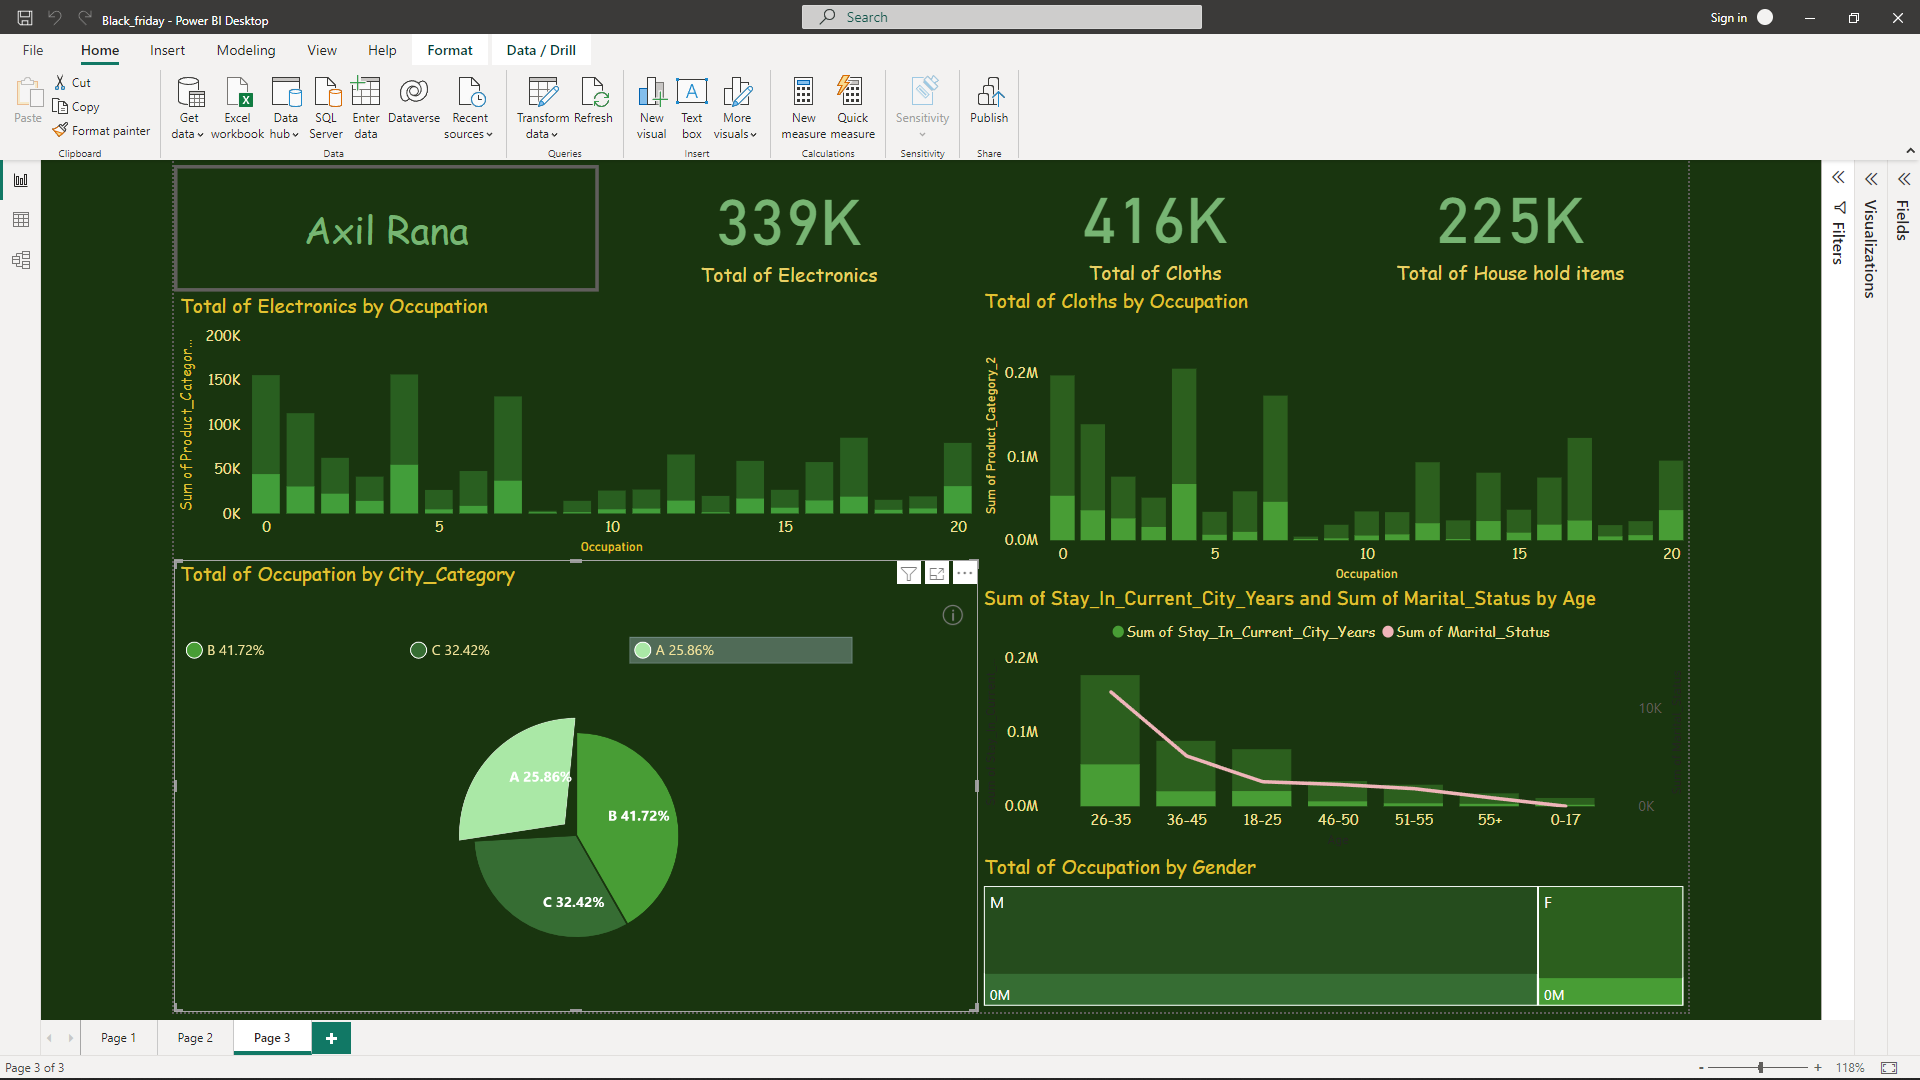 Black_friday - Power BI Desktop
Search
Sign in
File Home Insert Modeling View Help Format Data / Drill
Paste
Cut
Copy
Format painter
Clipboard
Get data
Excel workbook
Data hub
SQL Server
Enter data
Dataverse
Recent sources
Data
Transform data
Refresh
Queries
New visual
Text box
More visuals
Insert
New measure
Quick measure
Calculations
Sensitivity
Sensitivity
Publish
Share
Axil Rana
339K
Total of Electronics
416K
Total of Cloths
225K
Total of House hold items
Filters
Visualizations
Fields
Total of Electronics by Occupation
Sum of Product_Categor...
200K
150K
100K
50K
0K
0 5 10 15 20
Occupation
Total of Cloths by Occupation
Sum of Product_Category_2
0.2M
0.1M
0.0M
0 5 10 15 20
Occupation
Total of Occupation by City_Category
B 41.72% C 32.42% A 25.86%
A 25.86%
B 41.72%
C 32.42%
Sum of Stay_In_Current_City_Years and Sum of Marital_Status by Age
Sum of Stay_In_Current_City_Years Sum of Marital_Status
0.2M
0.1M
0.0M
10K
0K
26-35 36-45 18-25 46-50 51-55 55+ 0-17
Total of Occupation by Gender
M
0M
F
0M
Page 1 Page 2 Page 3 +
Page 3 of 3
- + 118%